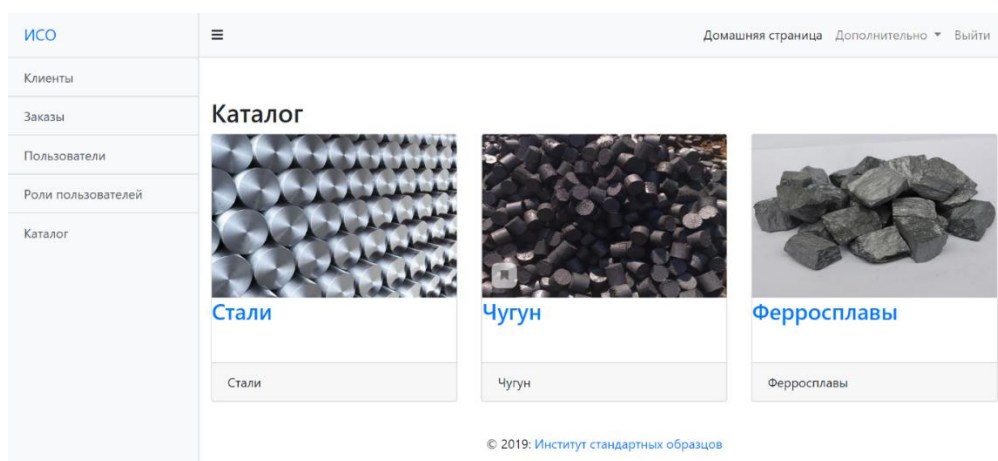 ИСО
Домашняя страница Дополнительно Выйти
Клиенты
Заказы
Пользователи
Роли пользователей
Каталог
Каталог
Стали
Чугун
Ферросплавы
Стали
Чугун
Ферросплавы
© 2019: Институт стандартных образцов